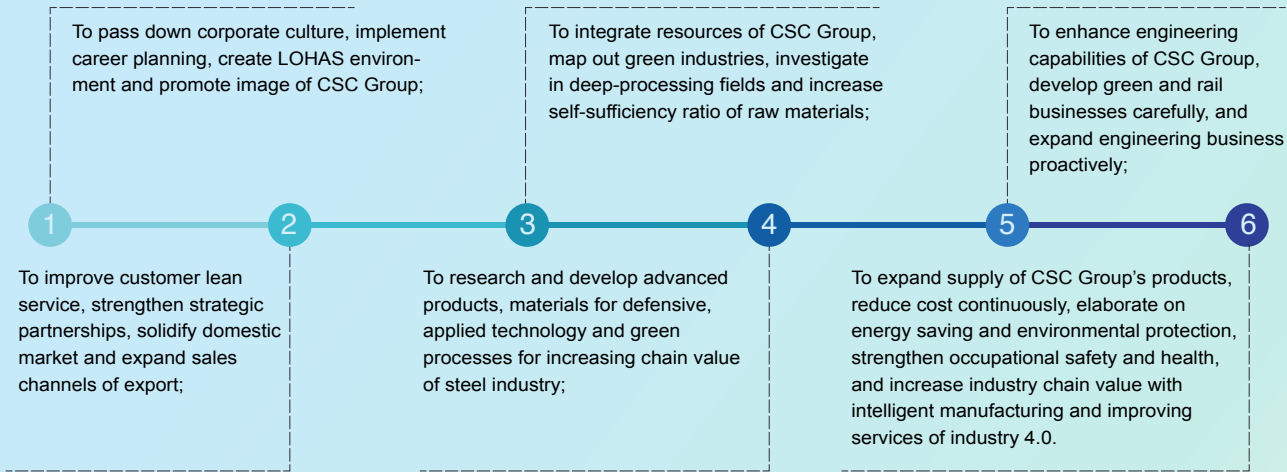 1
To pass down corporate culture, implement
career planning, create LOHAS environ-
ment and promote image of CSC Group;
2
To improve customer lean
service, strengthen strategic
partnerships, solidify domestic
market and expand sales
channels of export;
3
To integrate resources of CSC Group,
map out green industries, investigate
in deep-processing fields and increase
self-sufficiency ratio of raw materials;
4
To research and develop advanced
products, materials for defensive,
applied technology and green
processes for increasing chain value
of steel industry;
5
To enhance engineering
capabilities of CSC Group,
develop green and rail
businesses carefully, and
expand engineering business
proactively;
6
To expand supply of CSC Group’s products,
reduce cost continuously, elaborate on
energy saving and environmental protection,
strengthen occupational safety and health,
and increase industry chain value with
intelligent manufacturing and improving
services of industry 4.0.